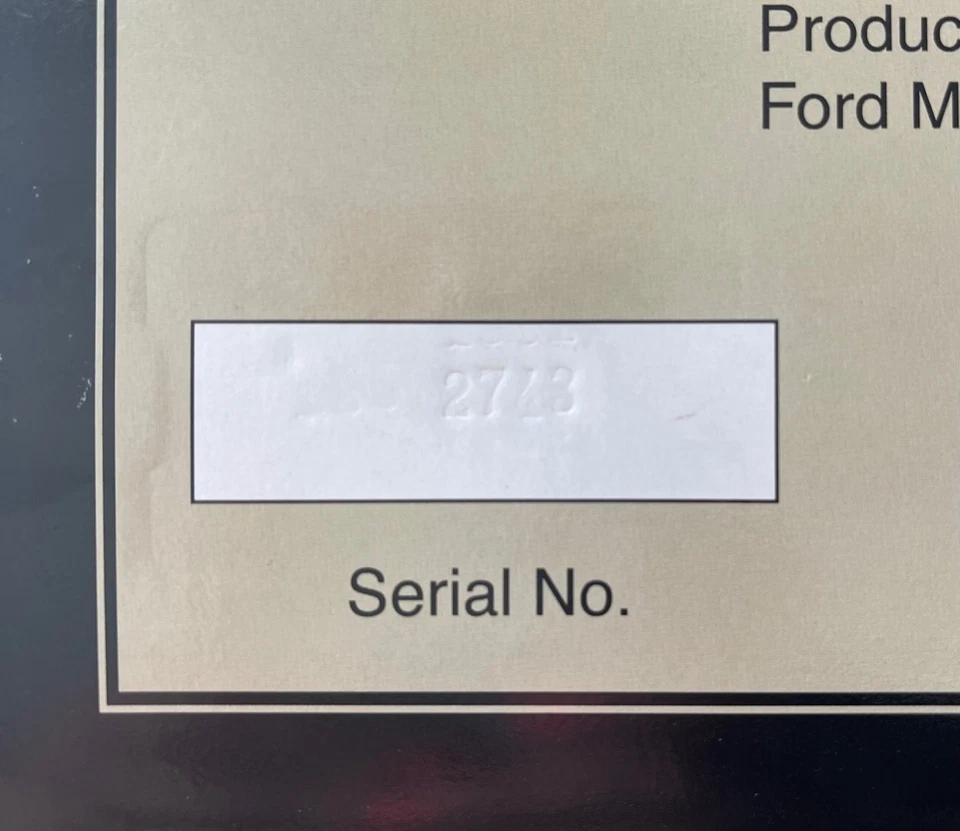 Produc
Ford M
2743
Serial No.